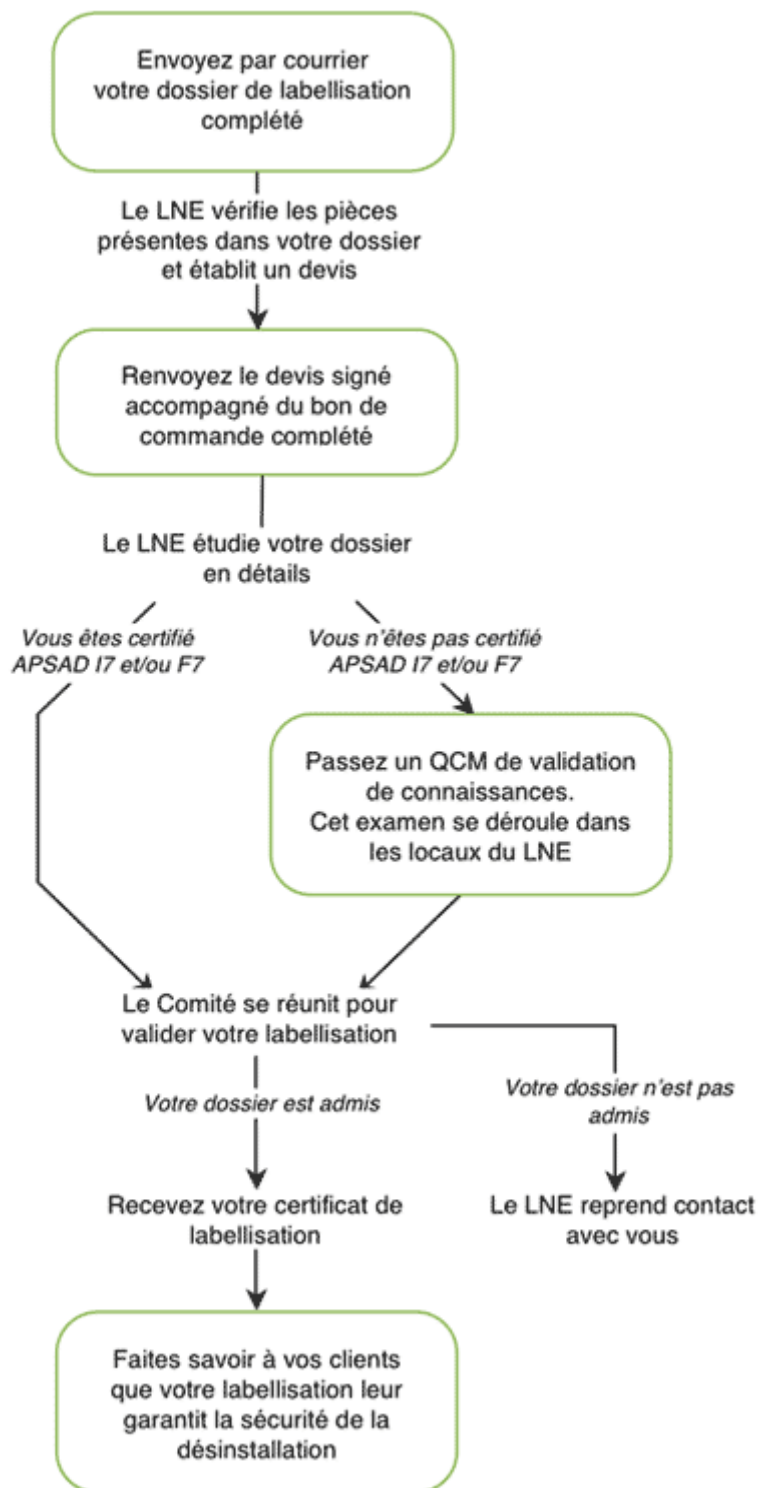 Envoyez par courrier
votre dossier de labellisation
complété
Le LNE vérifie les pièces
présentes dans votre dossier
et établit un devis
Renvoyez le devis signé
accompagné du bon de
commande complété
Le LNE étudie votre dossier
en détails
Vous êtes certifié
APSAD I7 et/ou F7
Vous n'êtes pas certifié
APSAD I7 et/ou F7
Passez un QCM de validation
de connaissances.
Cet examen se déroule dans
les locaux du LNE
Le Comité se réunit pour
valider votre labellisation
Votre dossier est admis
Votre dossier n'est pas
admis
Recevez votre certificat de
labellisation
Le LNE reprend contact
avec vous
Faites savoir à vos clients
que votre labellisation leur
garantit la sécurité de la
désinstallation